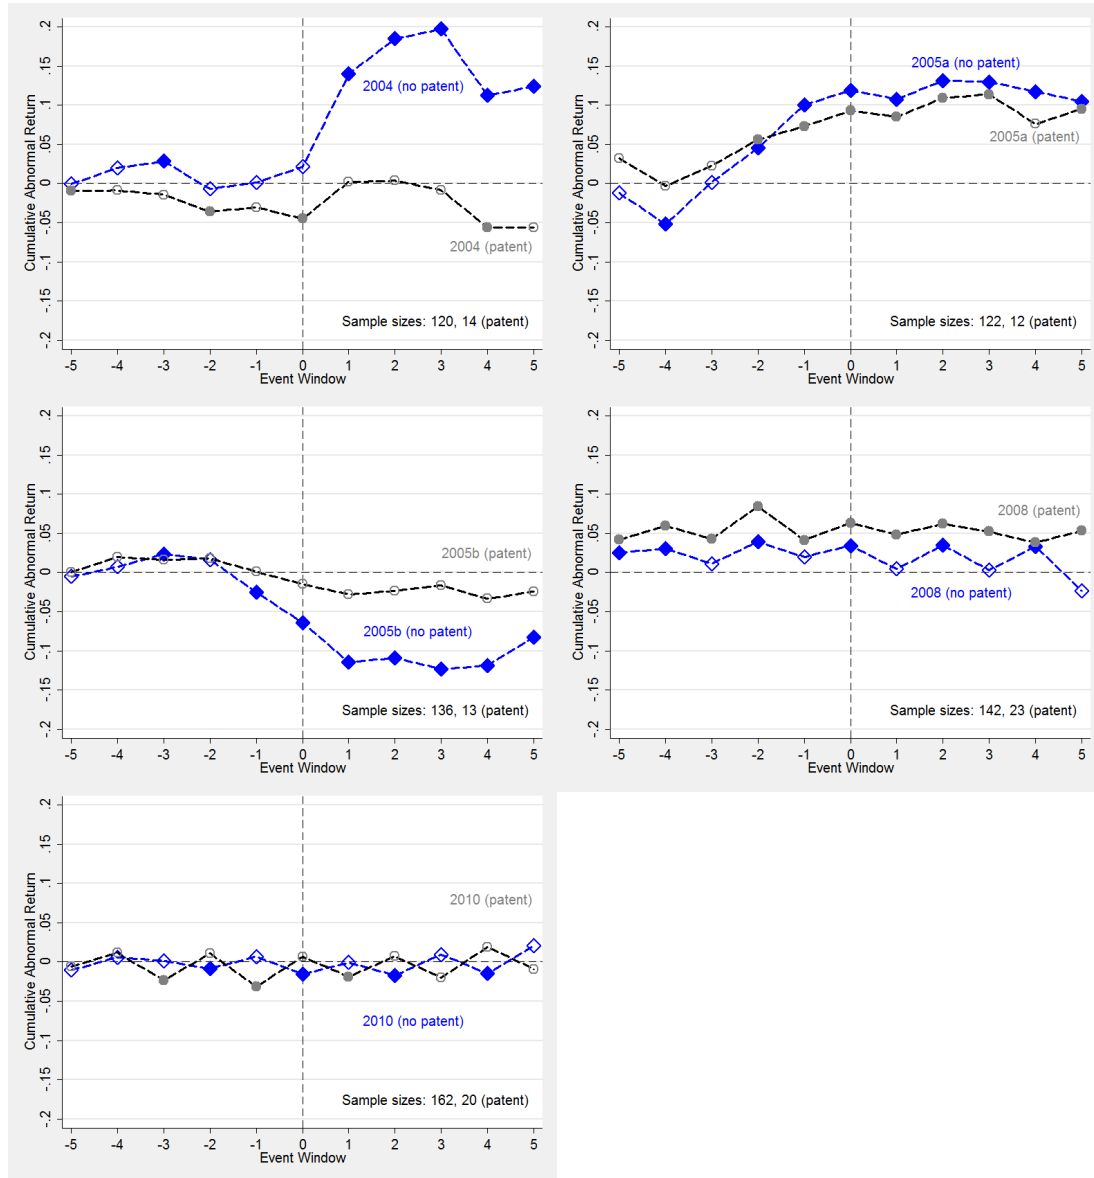 Cumulative Abnormal Return
.2
.15
.1
.05
0
-.05
-.1
-.15
-.2
2004 (no patent)
2004 (patent)
Sample sizes: 120, 14 (patent)
-5 -4 -3 -2 -1 0 1 2 3 4 5
Event Window
Cumulative Abnormal Return
.2
.15
.1
.05
0
-.05
-.1
-.15
-.2
2005a (no patent)
2005a (patent)
Sample sizes: 122, 12 (patent)
-5 -4 -3 -2 -1 0 1 2 3 4 5
Event Window
Cumulative Abnormal Return
.2
.15
.1
.05
0
-.05
-.1
-.15
-.2
2005b (patent)
2005b (no patent)
Sample sizes: 136, 13 (patent)
-5 -4 -3 -2 -1 0 1 2 3 4 5
Event Window
Cumulative Abnormal Return
.2
.15
.1
.05
0
-.05
-.1
-.15
-.2
2008 (patent)
2008 (no patent)
Sample sizes: 142, 23 (patent)
-5 -4 -3 -2 -1 0 1 2 3 4 5
Event Window
Cumulative Abnormal Return
.2
.15
.1
.05
0
-.05
-.1
-.15
-.2
2010 (patent)
2010 (no patent)
Sample sizes: 162, 20 (patent)
-5 -4 -3 -2 -1 0 1 2 3 4 5
Event Window